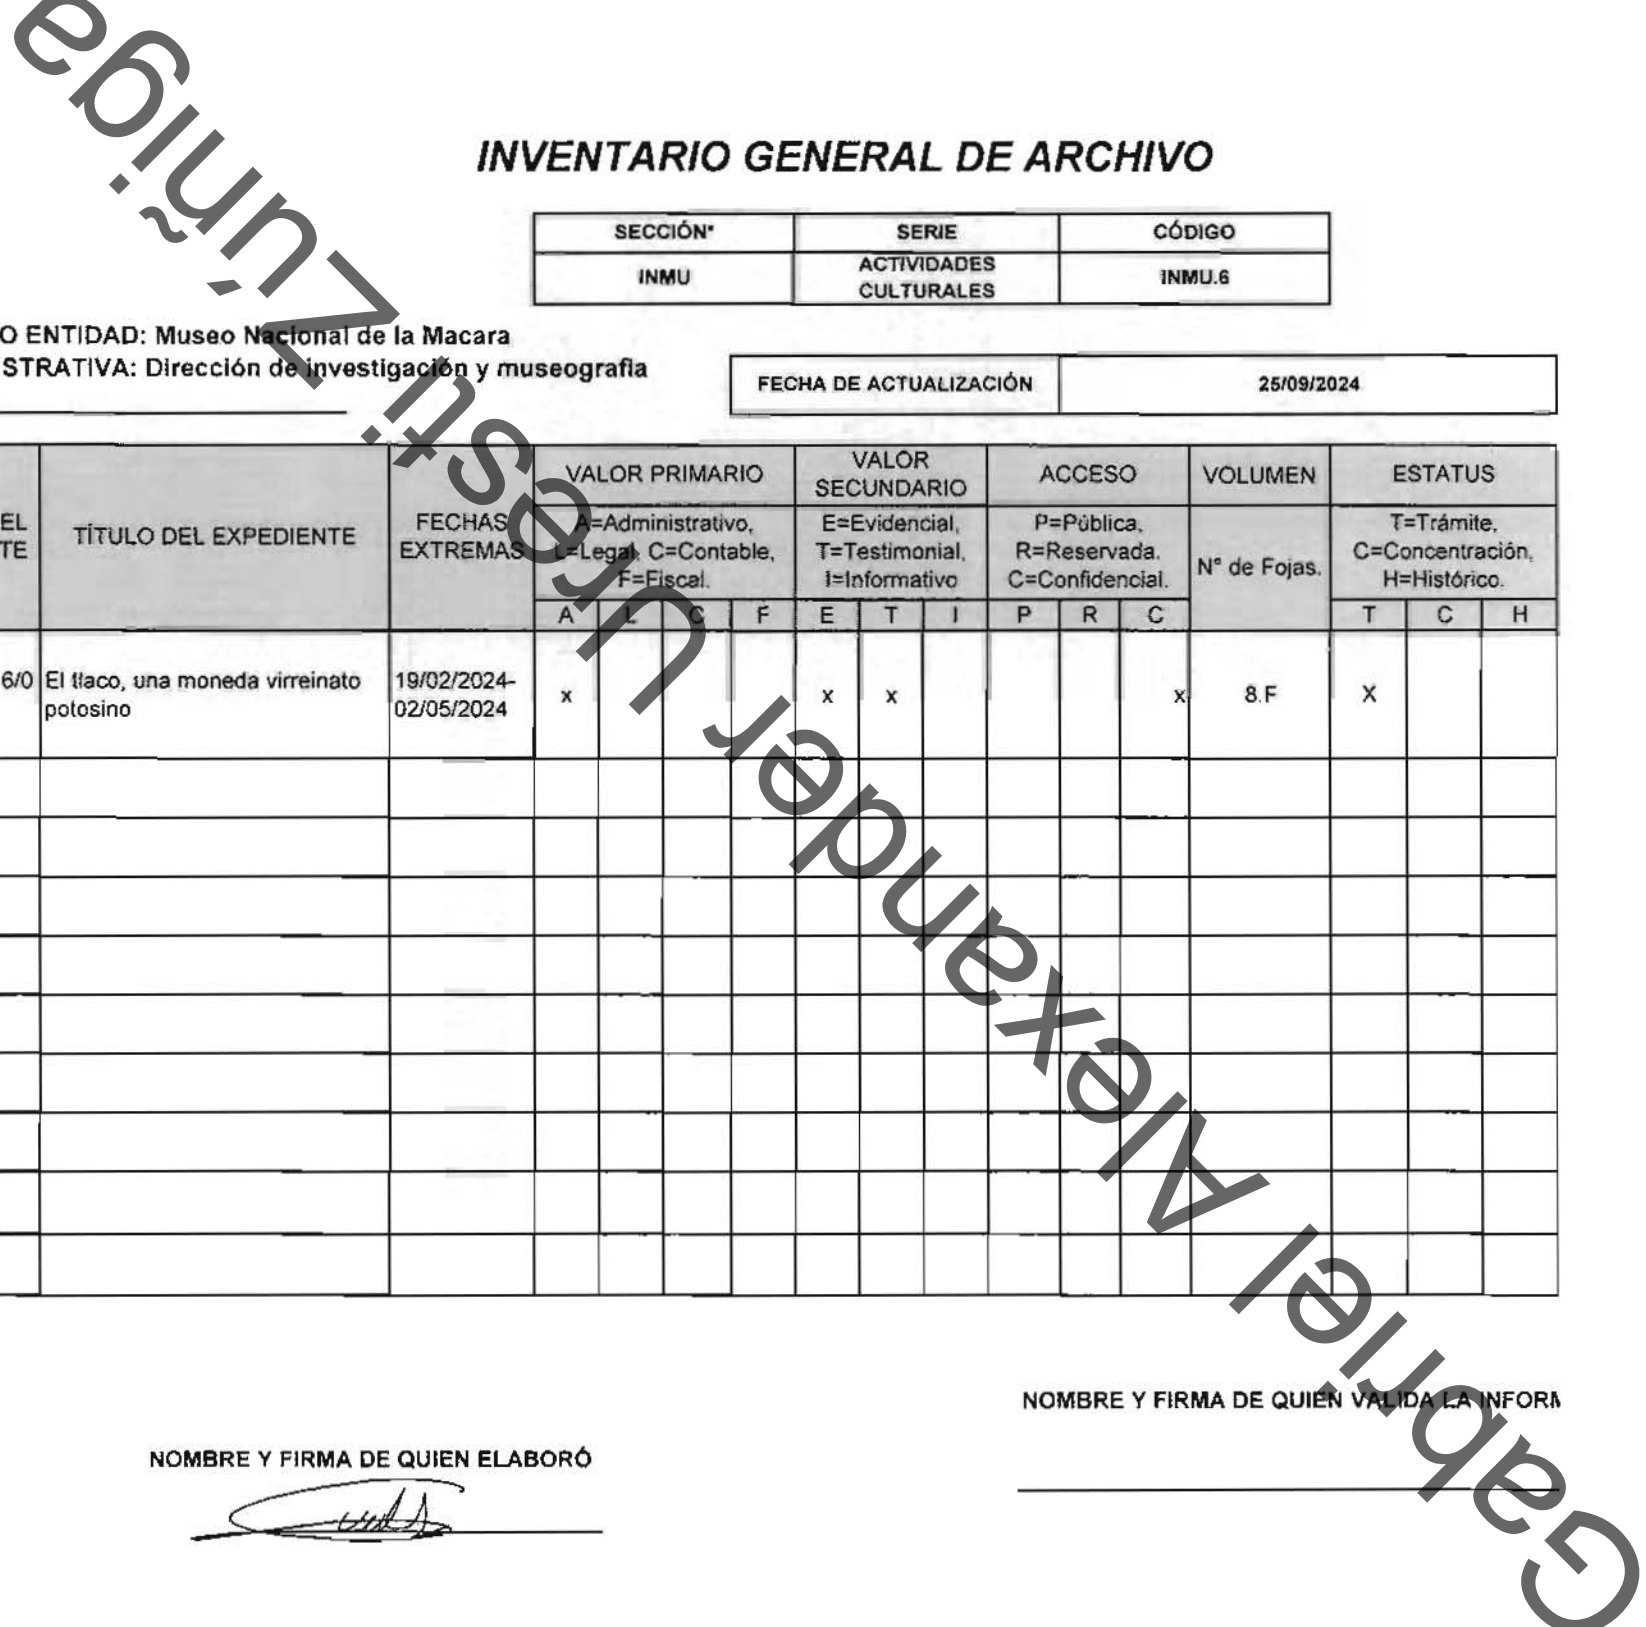 INVENTARIO GENERAL DE ARCHIVO
SECCIÓN* SERIE CÓDIGO
INMU ACTIVIDADES CULTURALES INMU.6
O ENTIDAD: Museo Nacional de la Macara
STRATIVA: Dirección de investigación y museografía
FECHA DE ACTUALIZACIÓN 25/09/2024
EL
TE
TÍTULO DEL EXPEDIENTE
FECHAS
EXTREMAS
VALOR PRIMARIO
A=Administrativo,
L=Legal, C=Contable,
F=Fiscal.
VALOR
SECUNDARIO
E=Evidencial,
T=Testimonial,
I=Informativo
ACCESO
P=Pública,
R=Reservada.
C=Confidencial.
VOLUMEN
N° de Fojas.
ESTATUS
T=Trámite,
C=Concentración,
H=Histórico.
A L C F E T I P R C T C H
6/0 El tlaco, una moneda virreinato
potosino
19/02/2024-
02/05/2024
x x x x 8.F X
NOMBRE Y FIRMA DE QUIEN VALIDA LA INFORM
NOMBRE Y FIRMA DE QUIEN ELABORÓ
Gabriel Alexander Uresti Zúñiga